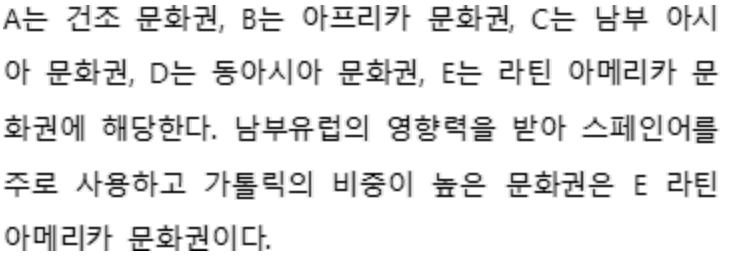 A는 건조 문화권, B는 아프리카 문화권, C는 남부 아시
아 문화권, D는 동아시아 문화권, E는 라틴 아메리카 문
화권에 해당한다. 남부유럽의 영향력을 받아 스페인어를
주로 사용하고 가톨릭의 비중이 높은 문화권은 E 라틴
아메리카 문화권이다.